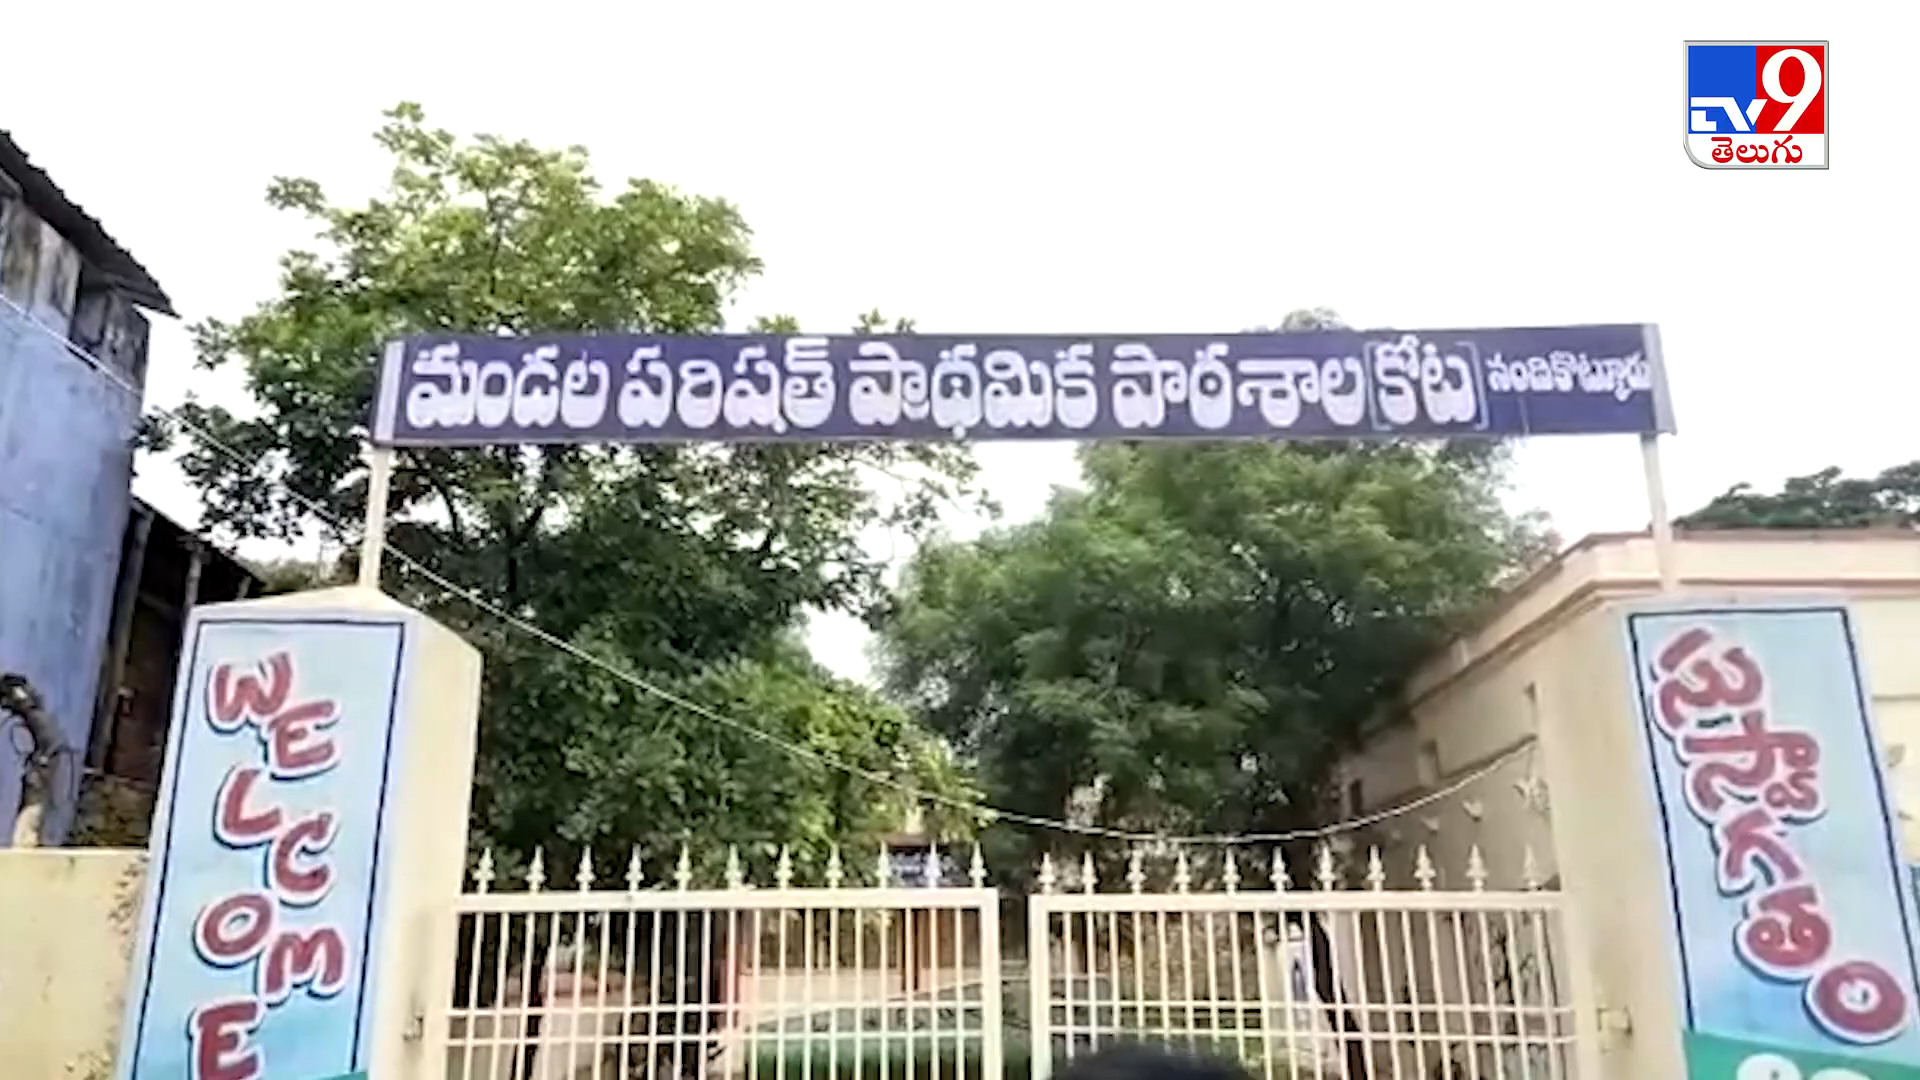 TV9
తెలుగు
మండల పరిషత్ ప్రాథమిక పాఠశాల [కోట] నందికొట్కూరు
WELCOME
సుస్వాగతం